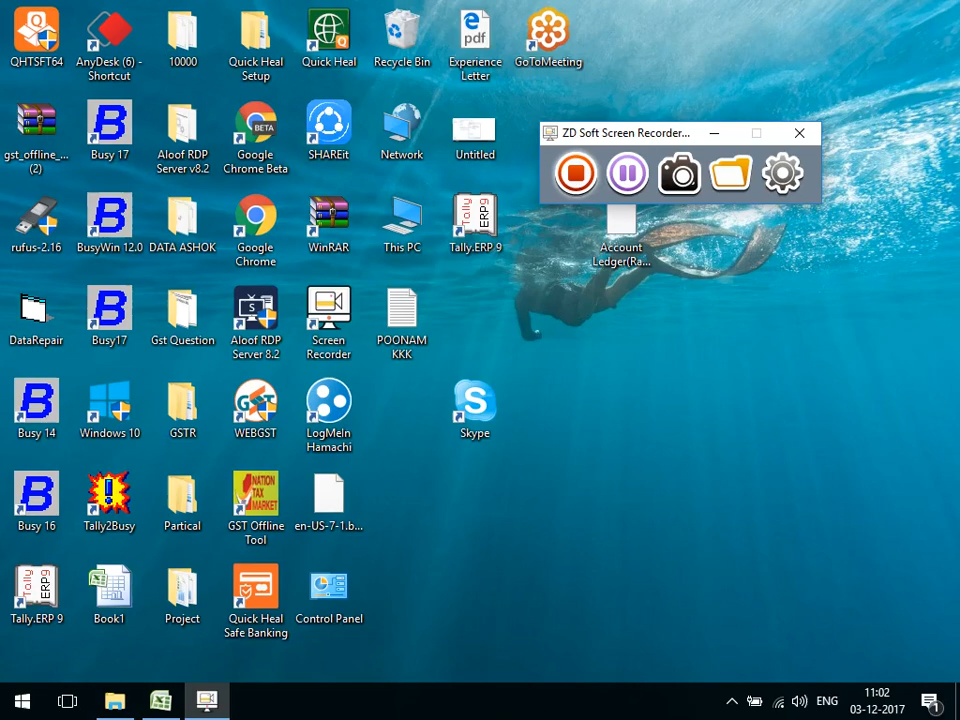 QHTSFT64
AnyDesk (6) -
Shortcut
10000
Quick Heal
Setup
Quick Heal
Recycle Bin
pdf
Experience
Letter
GoToMeeting
gst_offline_...
(2)
Busy 17
Aloof RDP
Server v8.2
BETA
Google
Chrome Beta
SHAREit
Network
Untitled
ZD Soft Screen Recorder...
rufus-2.16
BusyWin 12.0
DATA ASHOK
Google
Chrome
WinRAR
This PC
Tally
ERP9
Tally.ERP 9
Account
Ledger(Ra...
DataRepair
Busy17
Gst Question
Aloof RDP
Server 8.2
Screen
Recorder
POONAM
KKK
Busy 14
Windows 10
GSTR
GST
WEBGST
LogMeIn
Hamachi
Skype
Busy 16
Tally2Busy
Partical
NATION
TAX
MARKET
GST Offline
Tool
en-US-7-1.b...
Tally
ERP9
Tally.ERP 9
Book1
Project
Quick Heal
Safe Banking
Control Panel
ENG
11:02
03-12-2017
1